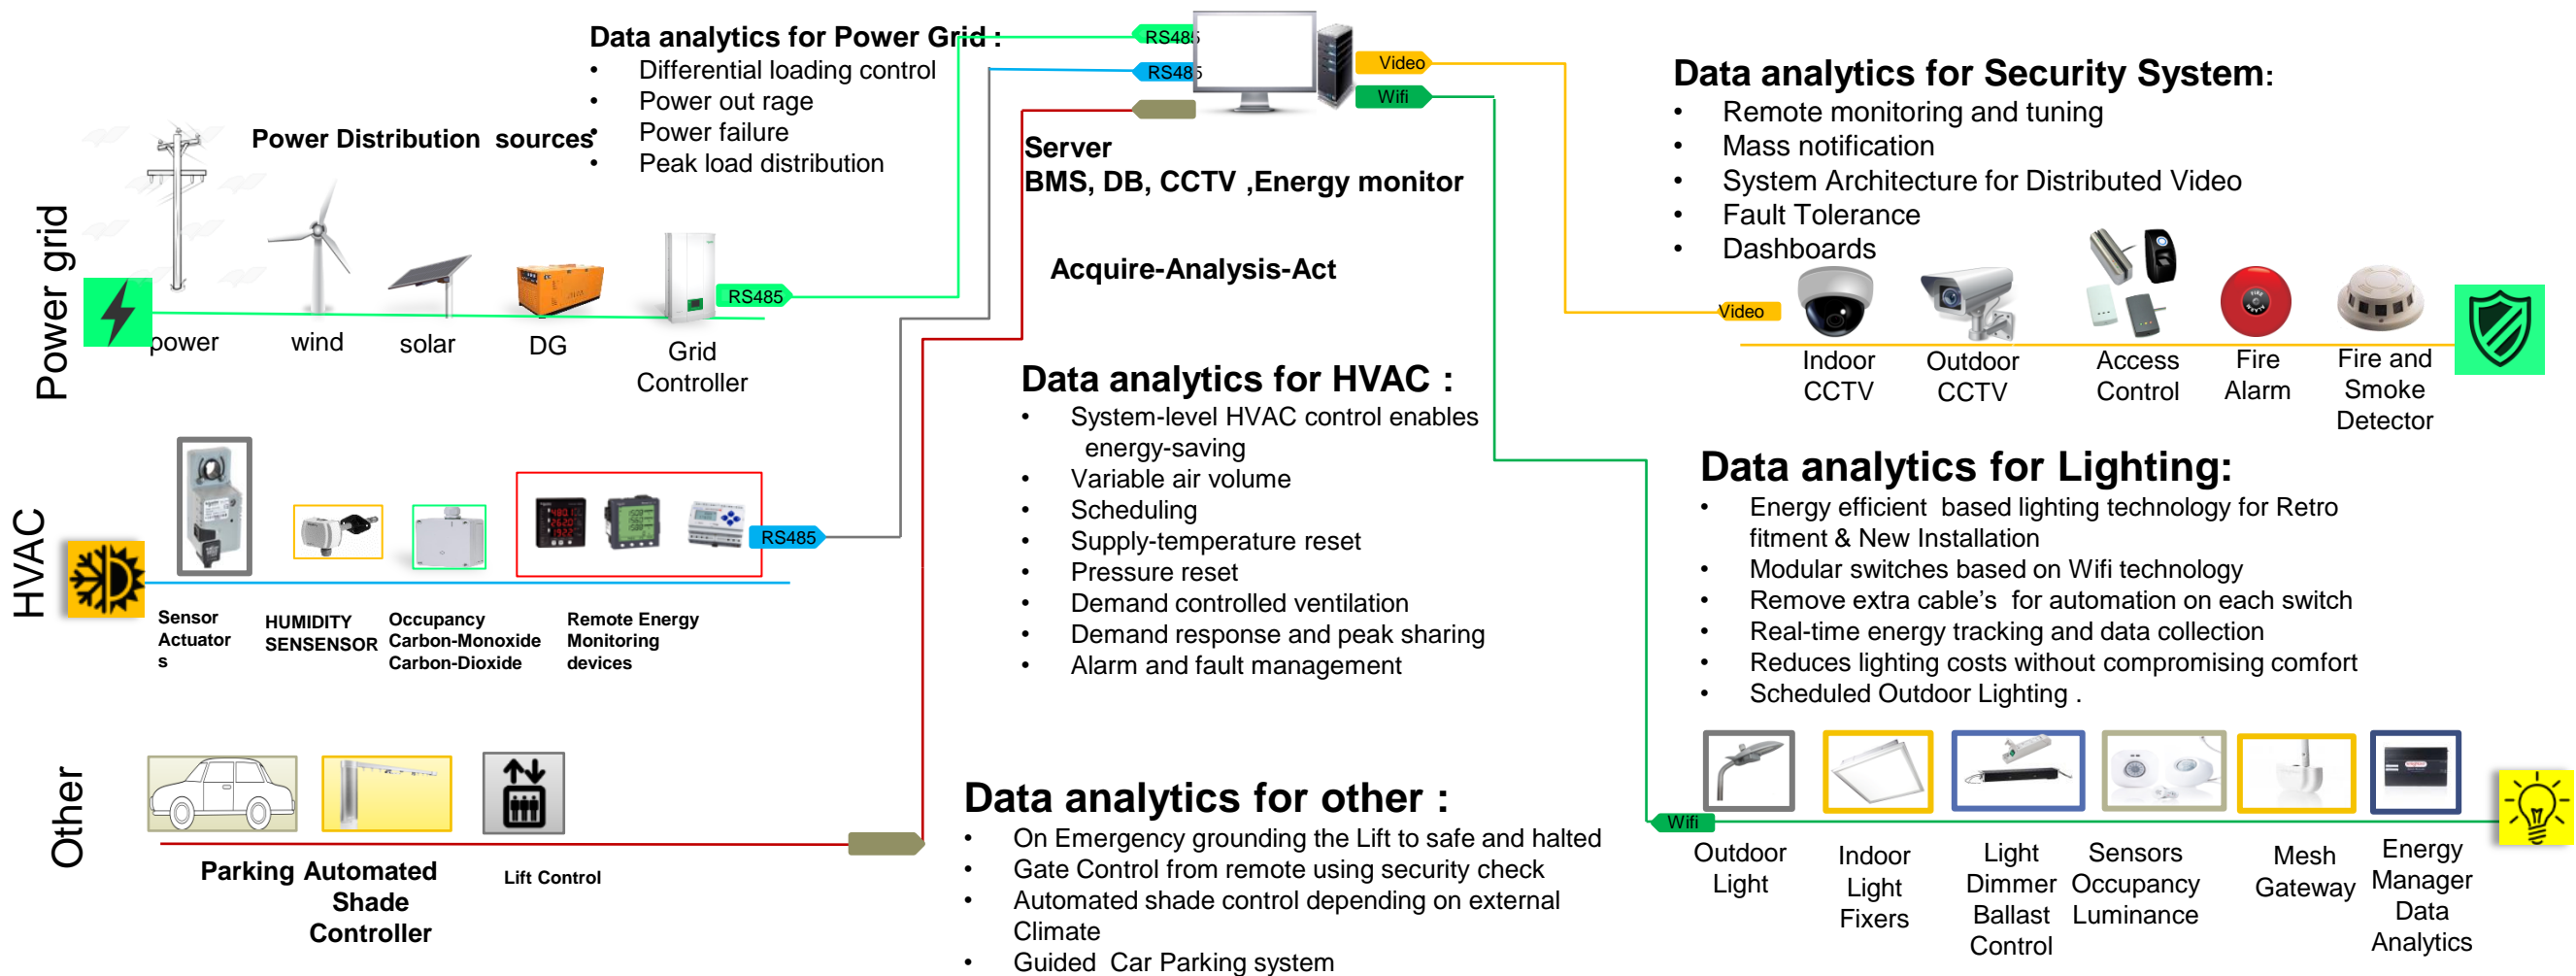 Data analytics for Power Grid :
• Differential loading control
• Power out rage
• Power failure
• Peak load distribution
Power Distribution sources
Power grid
power
wind
solar
DG
Grid
Controller
RS485
RS485
RS485
Video
Wifi
Server
BMS, DB, CCTV ,Energy monitor
Acquire-Analysis-Act
Data analytics for Security System:
• Remote monitoring and tuning
• Mass notification
• System Architecture for Distributed Video
• Fault Tolerance
• Dashboards
Video
FIRE
ALARM
Indoor
CCTV
Outdoor
CCTV
Access
Control
Fire
Alarm
Fire and
Smoke
Detector
HVAC
RS485
Sensor
Actuator
s
HUMIDITY
SENSENSOR
Occupancy
Carbon-Monoxide
Carbon-Dioxide
Remote Energy
Monitoring
devices
Data analytics for HVAC :
• System-level HVAC control enables
energy-saving
• Variable air volume
• Scheduling
• Supply-temperature reset
• Pressure reset
• Demand controlled ventilation
• Demand response and peak sharing
• Alarm and fault management
Data analytics for Lighting:
• Energy efficient based lighting technology for Retro
fitment & New Installation
• Modular switches based on Wifi technology
• Remove extra cable's for automation on each switch
• Real-time energy tracking and data collection
• Reduces lighting costs without compromising comfort
• Scheduled Outdoor Lighting .
Other
Parking
Automated
Shade
Controller
Lift Control
Data analytics for other :
• On Emergency grounding the Lift to safe and halted
• Gate Control from remote using security check
• Automated shade control depending on external
Climate
• Guided Car Parking system
Wifi
Outdoor
Light
Indoor
Light
Fixers
Light
Dimmer
Ballast
Control
Sensors
Occupancy
Luminance
Mesh
Gateway
Energy
Manager
Data
Analytics